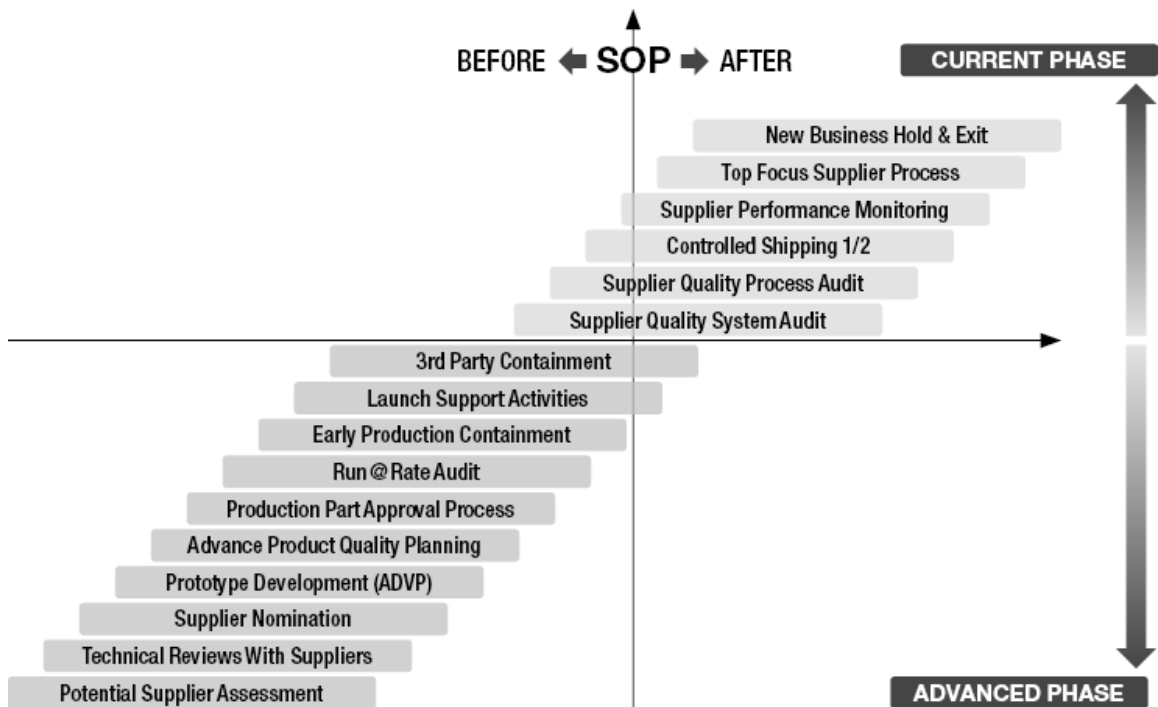 BEFORE SOP AFTER
CURRENT PHASE
New Business Hold & Exit
Top Focus Supplier Process
Supplier Performance Monitoring
Controlled Shipping 1/2
Supplier Quality Process Audit
Supplier Quality System Audit
3rd Party Containment
Launch Support Activities
Early Production Containment
Run @ Rate Audit
Production Part Approval Process
Advance Product Quality Planning
Prototype Development (ADVP)
Supplier Nomination
Technical Reviews With Suppliers
Potential Supplier Assessment
ADVANCED PHASE